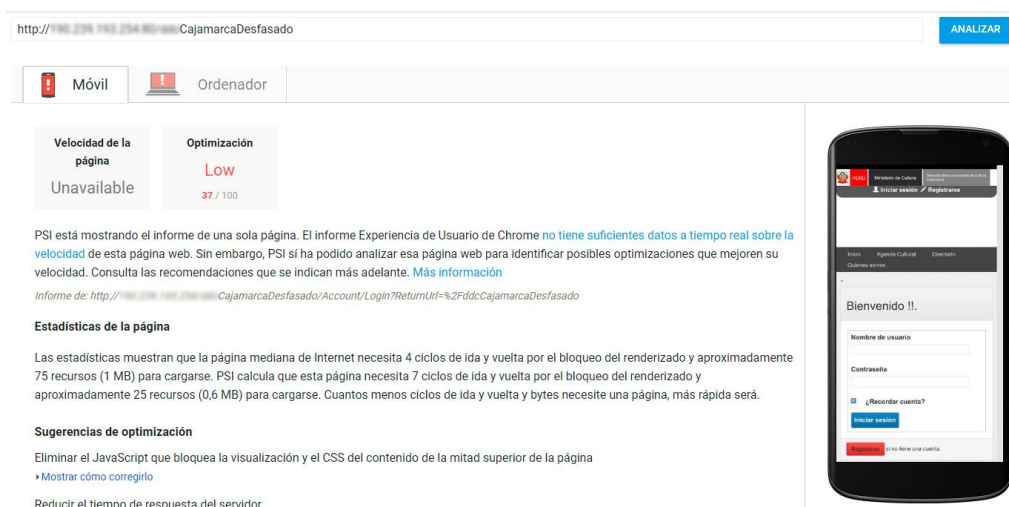 http:// CajamarcaDesfasado
ANALIZAR
Móvil
Ordenador
Velocidad de la
página
Unavailable
Optimización
Low
37 / 100
PSI está mostrando el informe de una sola página. El informe Experiencia de Usuario de Chrome no tiene suficientes datos a tiempo real sobre la
velocidad de esta página web. Sin embargo, PSI sí ha podido analizar esa página web para identificar posibles optimizaciones que mejoren su
velocidad. Consulta las recomendaciones que se indican más adelante. Más información
Informe de: http:// CajamarcaDesfasado/Account/Login?ReturnUrl=%2FddcCajamarcaDesfasado
Estadísticas de la página
Las estadísticas muestran que la página mediana de Internet necesita 4 ciclos de ida y vuelta por el bloqueo del renderizado y aproximadamente
75 recursos (1 MB) para cargarse. PSI calcula que esta página necesita 7 ciclos de ida y vuelta por el bloqueo del renderizado y
aproximadamente 25 recursos (0,6 MB) para cargarse. Cuantos menos ciclos de ida y vuelta y bytes necesite una página, más rápida será.
Sugerencias de optimización
Eliminar el JavaScript que bloquea la visualización y el CSS del contenido de la mitad superior de la página
Mostrar cómo corregirlo
Reducir el tiempo de respuesta del servidor
PERÚ
Ministerio de Cultura
Iniciar sesión Registrarse
Inicio Agenda Cultural Directorio
Quienes somos
Bienvenido !!.
Nombre de usuario
Contraseña
¿Recordar cuenta?
Iniciar sesión
Registrarse si no tiene una cuenta.